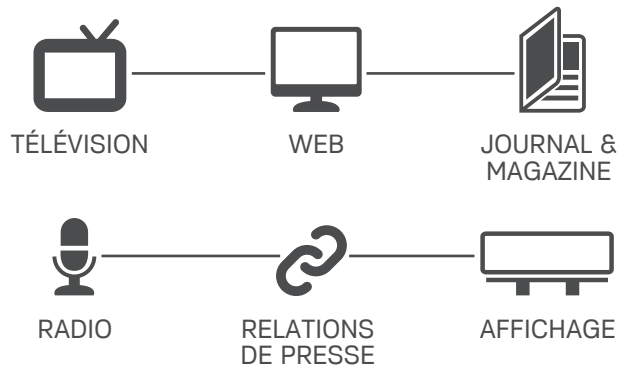 TÉLÉVISION
WEB
JOURNAL &
MAGAZINE
RADIO
RELATIONS
DE PRESSE
AFFICHAGE